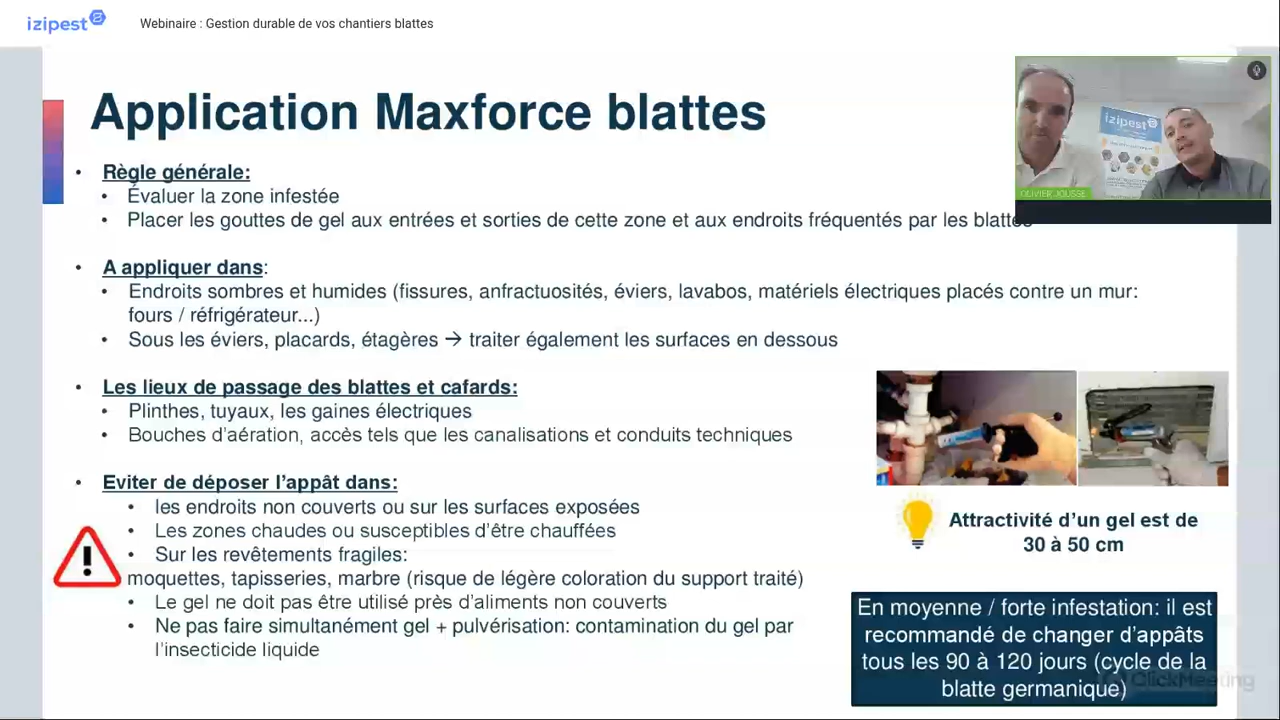 izipest
Webinaire : Gestion durable de vos chantiers blattes
Application Maxforce blattes
izipest
OLIVIER JOUSSE
• Règle générale:
• Évaluer la zone infestée
• Placer les gouttes de gel aux entrées et sorties de cette zone et aux endroits fréquentés par les blattes
• A appliquer dans:
• Endroits sombres et humides (fissures, anfractuosités, éviers, lavabos, matériels électriques placés contre un mur:
fours / réfrigérateur...)
• Sous les éviers, placards, étagères → traiter également les surfaces en dessous
• Les lieux de passage des blattes et cafards:
• Plinthes, tuyaux, les gaines électriques
• Bouches d’aération, accès tels que les canalisations et conduits techniques
• Eviter de déposer l’appât dans:
• les endroits non couverts ou sur les surfaces exposées
• Les zones chaudes ou susceptibles d’être chauffées
• Sur les revêtements fragiles:
moquettes, tapisseries, marbre (risque de légère coloration du support traité)
• Le gel ne doit pas être utilisé près d’aliments non couverts
• Ne pas faire simultanément gel + pulvérisation: contamination du gel par
l’insecticide liquide
Attractivité d’un gel est de
30 à 50 cm
En moyenne / forte infestation: il est
recommandé de changer d’appâts
tous les 90 à 120 jours (cycle de la
blatte germanique)
ClickMeeting